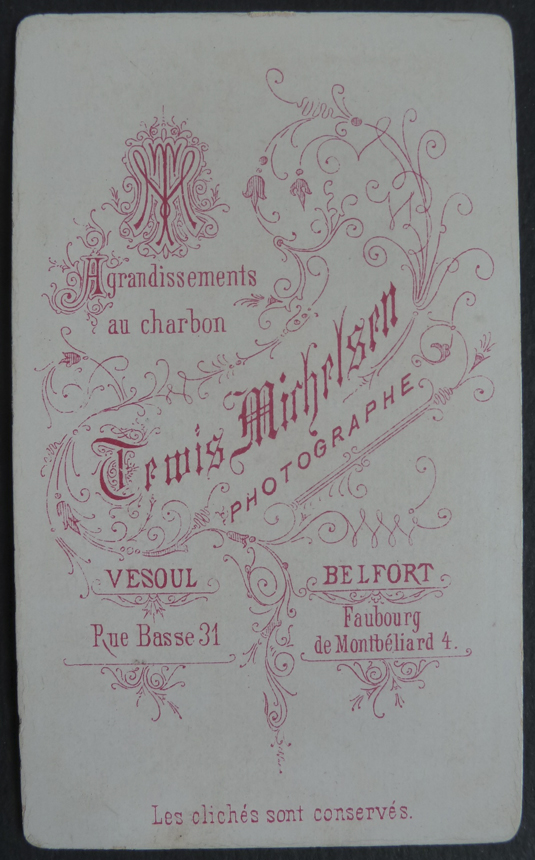 Agrandissements
au charbon
Tewis Michelsen
PHOTOGRAPHE
VESOUL
Rue Basse 31
BELFORT
Faubourg
de Montbéliard 4.
Les clichés sont conservés.